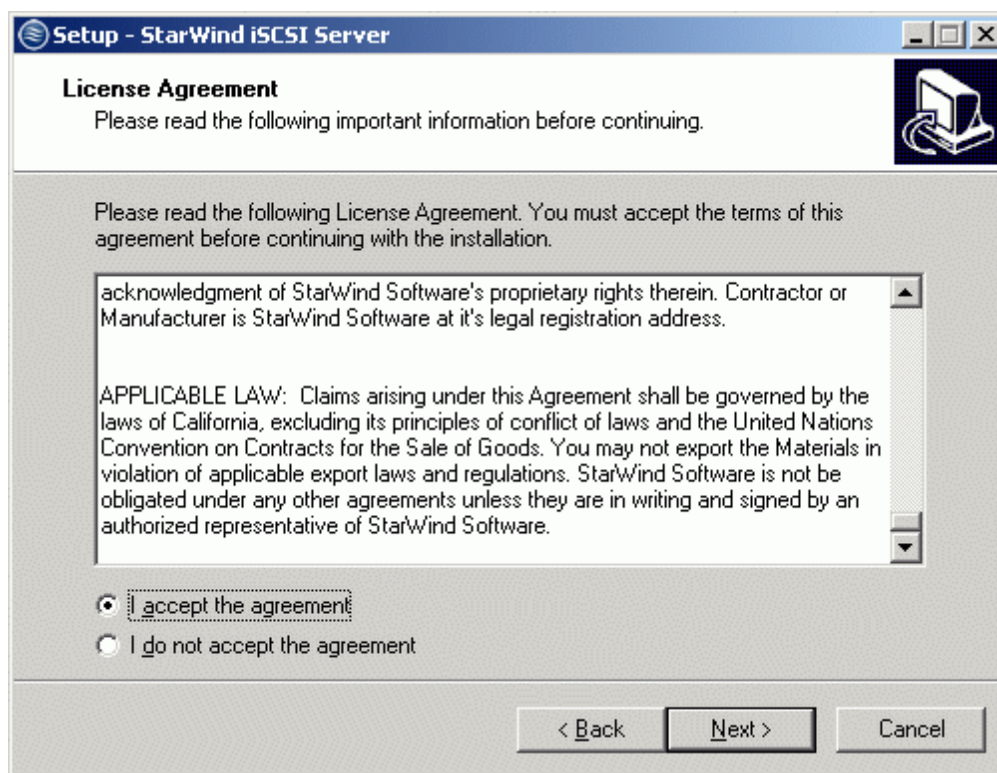 Setup - StarWind iSCSI Server
License Agreement
Please read the following important information before continuing.
Please read the following License Agreement. You must accept the terms of this
agreement before continuing with the installation.
acknowledgment of StarWind Software's proprietary rights therein. Contractor or
Manufacturer is StarWind Software at it's legal registration address.
APPLICABLE LAW: Claims arising under this Agreement shall be governed by the
laws of California, excluding its principles of conflict of laws and the United Nations
Convention on Contracts for the Sale of Goods. You may not export the Materials in
violation of applicable export laws and regulations. StarWind Software is not be
obligated under any other agreements unless they are in writing and signed by an
authorized representative of StarWind Software.
I accept the agreement
I do not accept the agreement
< Back Next > Cancel